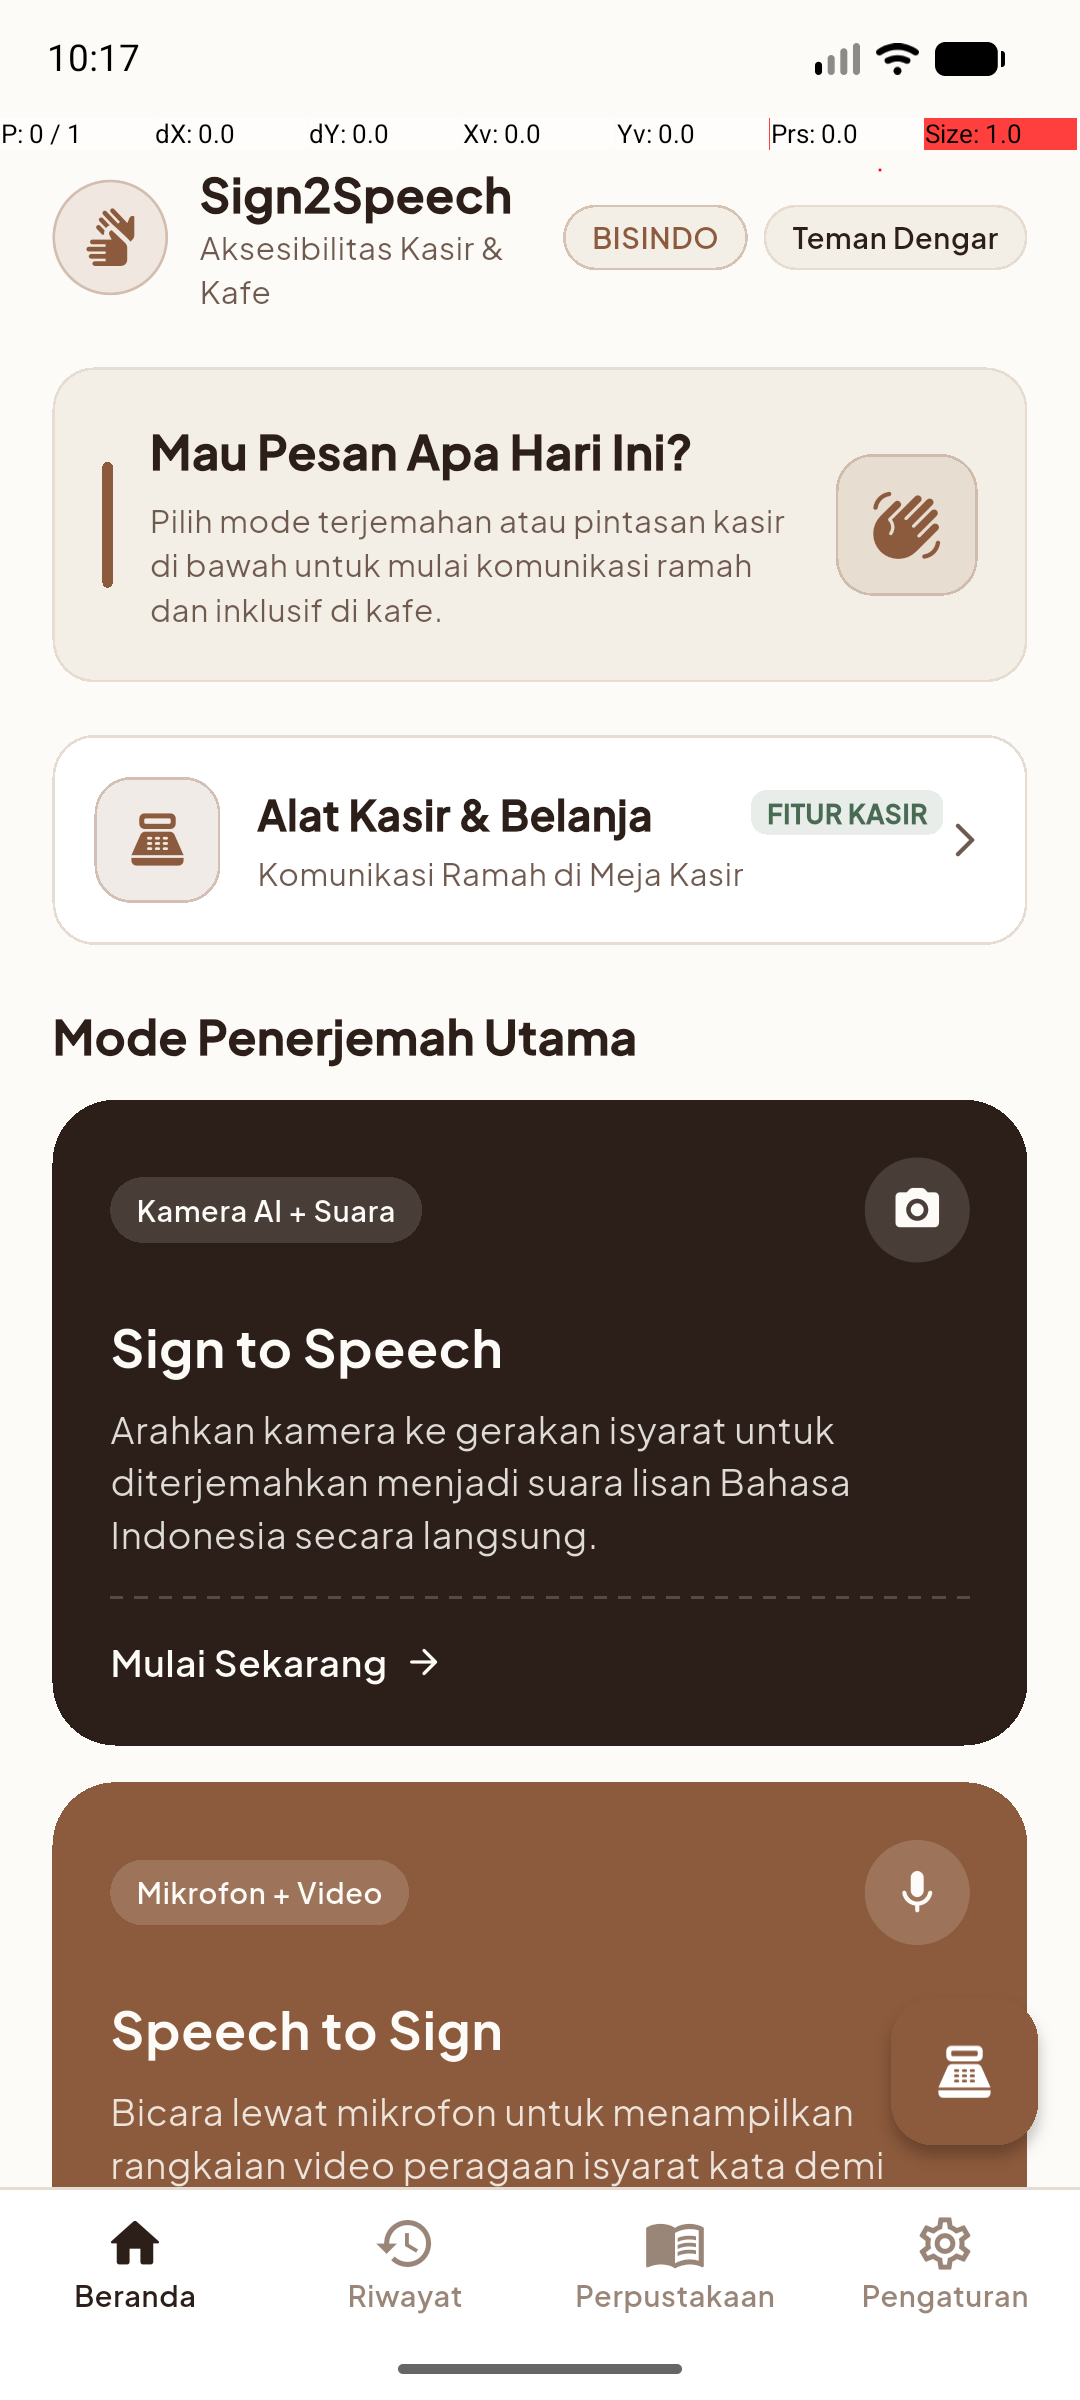 10:17
P: 0 / 1 dX: 0.0 dY: 0.0 Xv: 0.0 Yv: 0.0 Prs: 0.0 Size: 1.0
Sign2Speech
Aksesibilitas Kasir &
Kafe
BISINDO
Teman Dengar
Mau Pesan Apa Hari Ini?
Pilih mode terjemahan atau pintasan kasir
di bawah untuk mulai komunikasi ramah
dan inklusif di kafe.
Alat Kasir & Belanja
FITUR KASIR
Komunikasi Ramah di Meja Kasir
Mode Penerjemah Utama
Kamera AI + Suara
Sign to Speech
Arahkan kamera ke gerakan isyarat untuk
diterjemahkan menjadi suara lisan Bahasa
Indonesia secara langsung.
Mulai Sekarang
Mikrofon + Video
Speech to Sign
Bicara lewat mikrofon untuk menampilkan
rangkaian video peragaan isyarat kata demi
Beranda
Riwayat
Perpustakaan
Pengaturan